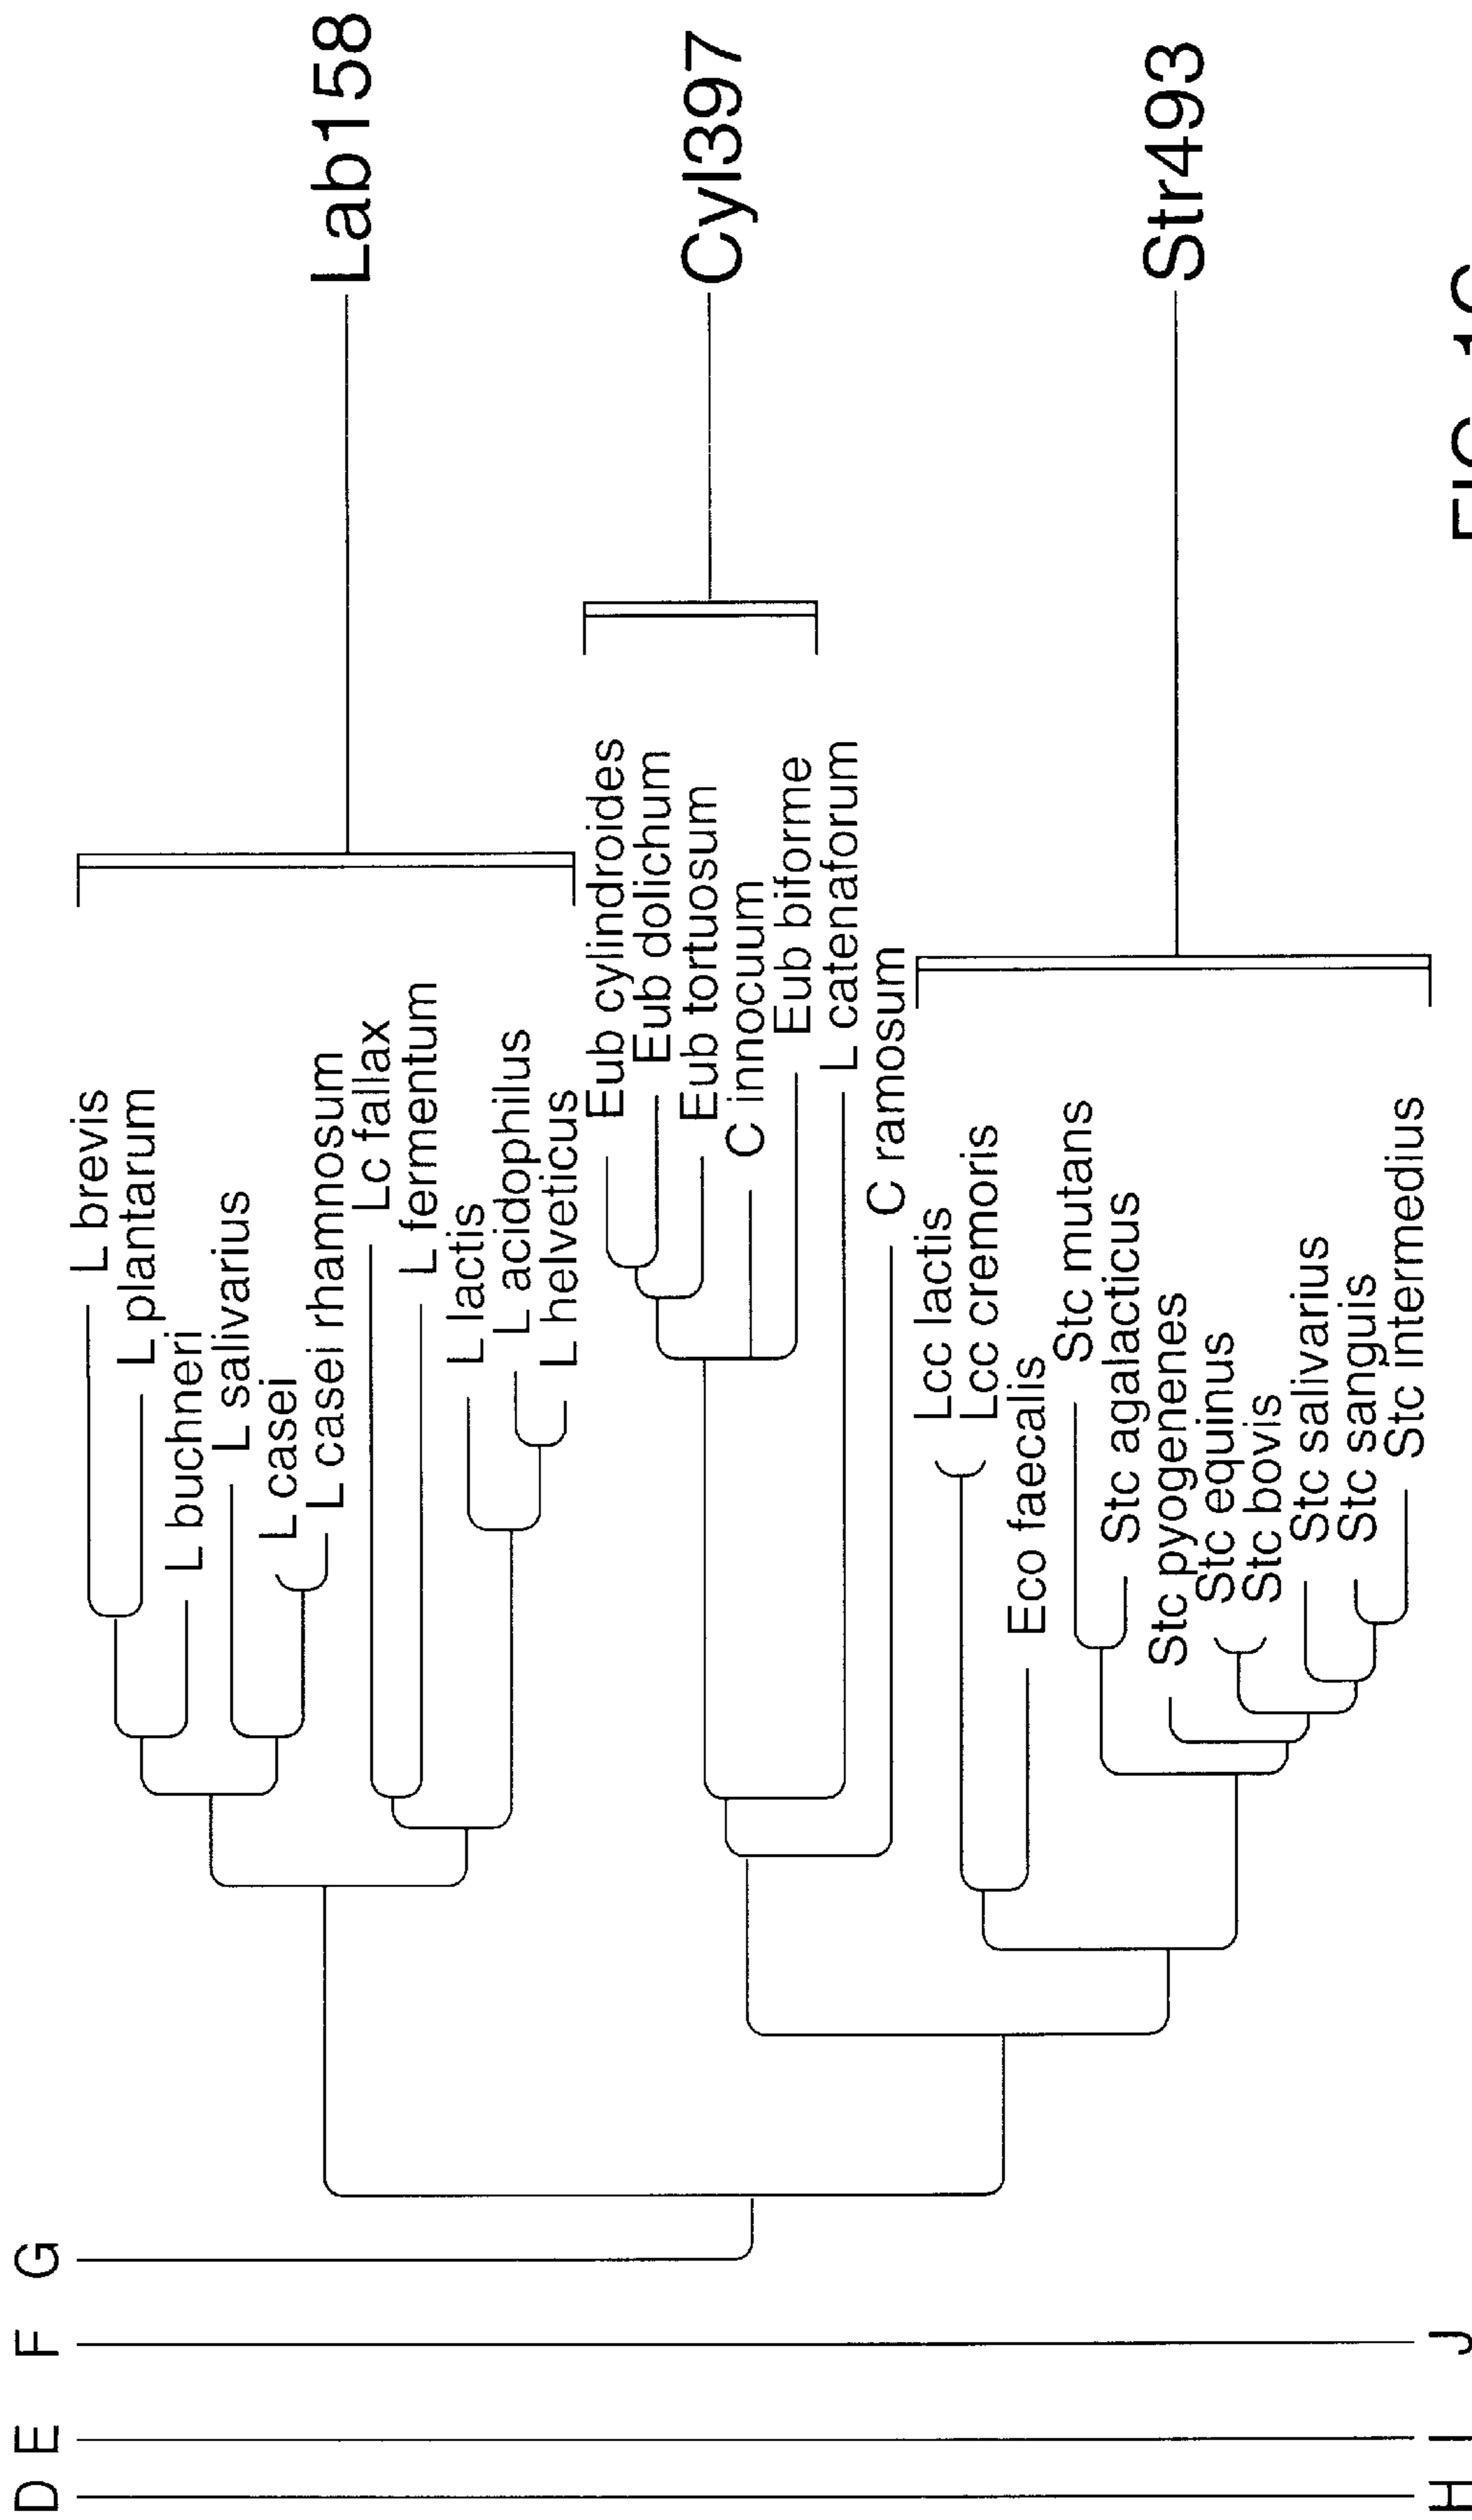 L brevis
L plantarum
L buchneri
L salivarius
L casei
L casei rhamnosum
Lc fallax
L fermentum
L lactis
L acidophilus
L helveticus
Lab158
Eub cylindroides
Eub dolichum
Eub tortuosum
C innocuum
Eub biforme
L catenaforum
C ramosum
Cyl397
Lcc lactis
Lcc cremoris
Eco faecalis
Stc mutans
Stc agalacticus
Stc pyogenes
Stc equinus
Stc bovis
Stc salivarius
Stc sanguis
Stc intermedius
Str493
D E F G
H I J